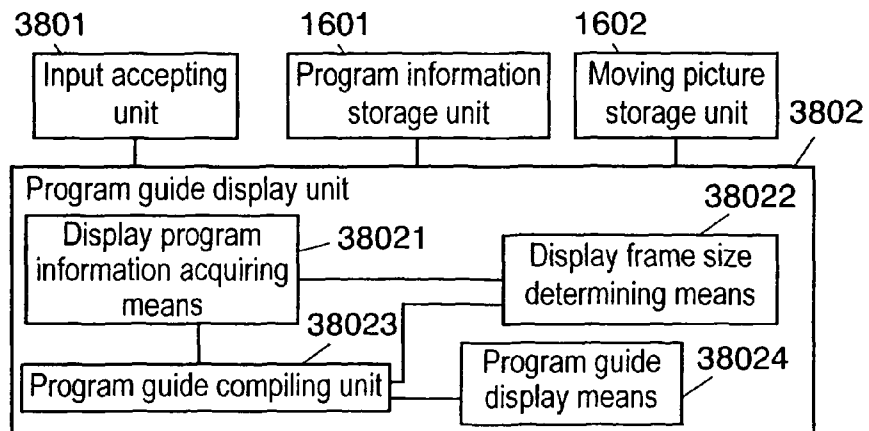 3801
1601
1602
Input accepting
unit
Program information
storage unit
Moving picture
storage unit
3802
Program guide display unit
38022
Display program
information acquiring
means
38021
Display frame size
determining means
38023
Program guide compiling unit
Program guide
display means
38024